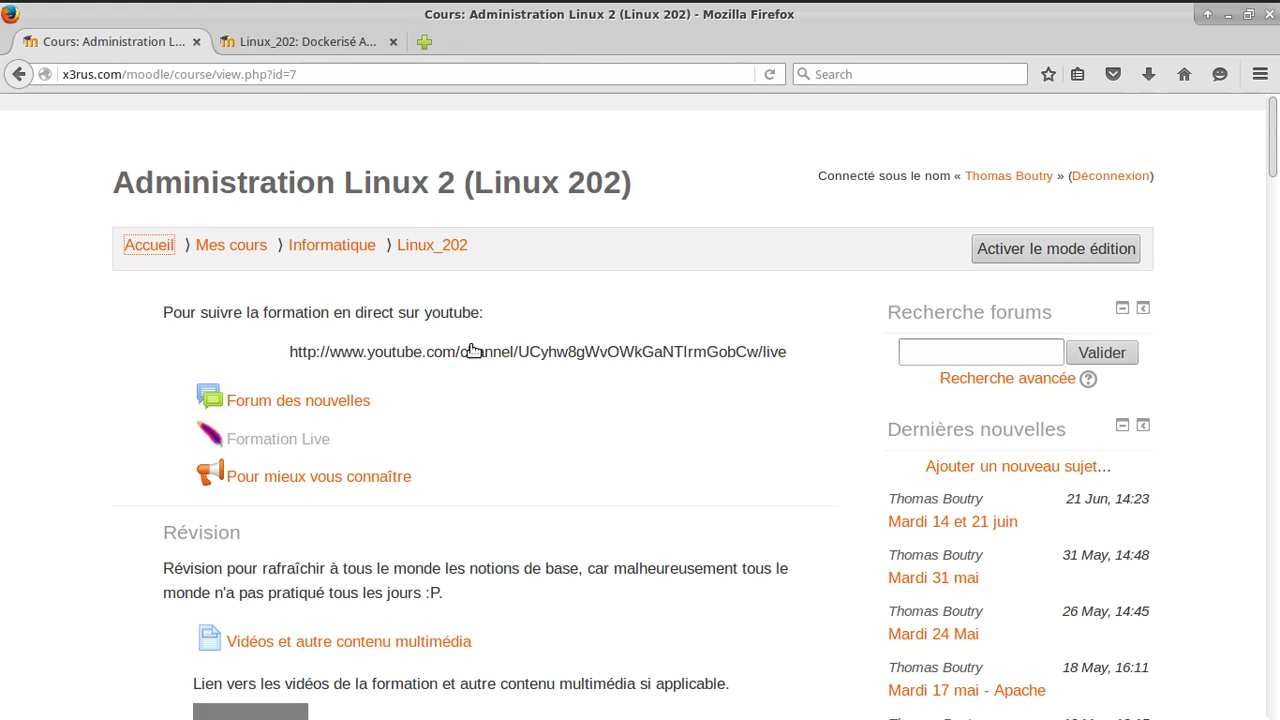 Cours: Administration Linux 2 (Linux 202) - Mozilla Firefox
Cours: Administration L...
Linux_202: Dockerisé A...
x3rus.com/moodle/course/view.php?id=7
Search
Administration Linux 2 (Linux 202)
Connecté sous le nom « Thomas Boutry » (Déconnexion)
Accueil ⟩ Mes cours ⟩ Informatique ⟩ Linux_202
Activer le mode édition
Pour suivre la formation en direct sur youtube:
http://www.youtube.com/channel/UCyhw8gWvOWkGaNTIrmGobCw/live
Forum des nouvelles
Formation Live
Pour mieux vous connaître
Révision
Révision pour rafraîchir à tous le monde les notions de base, car malheureusement tous le
monde n'a pas pratiqué tous les jours :P.
Vidéos et autre contenu multimédia
Lien vers les vidéos de la formation et autre contenu multimédia si applicable.
Recherche forums
Valider
Recherche avancée
Dernières nouvelles
Ajouter un nouveau sujet...
Thomas Boutry 21 Jun, 14:23
Mardi 14 et 21 juin
Thomas Boutry 31 May, 14:48
Mardi 31 mai
Thomas Boutry 26 May, 14:45
Mardi 24 Mai
Thomas Boutry 18 May, 16:11
Mardi 17 mai - Apache